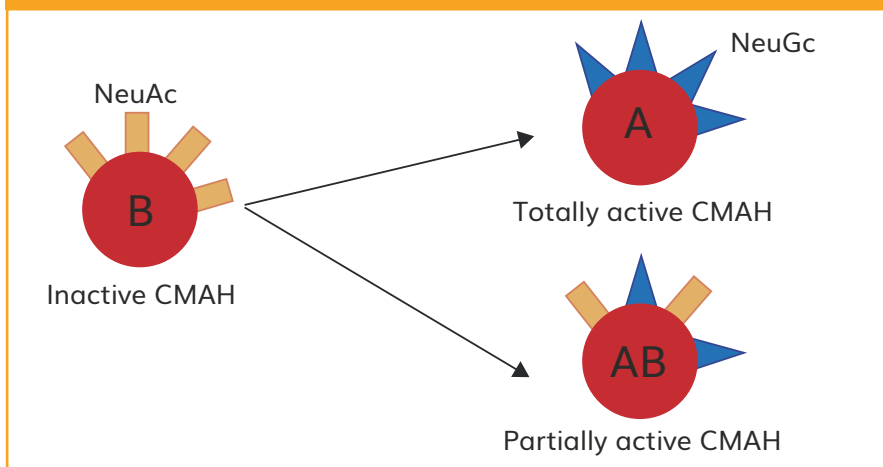 NeuAc
B
Inactive CMAH
NeuGc
A
Totally active CMAH
AB
Partially active CMAH